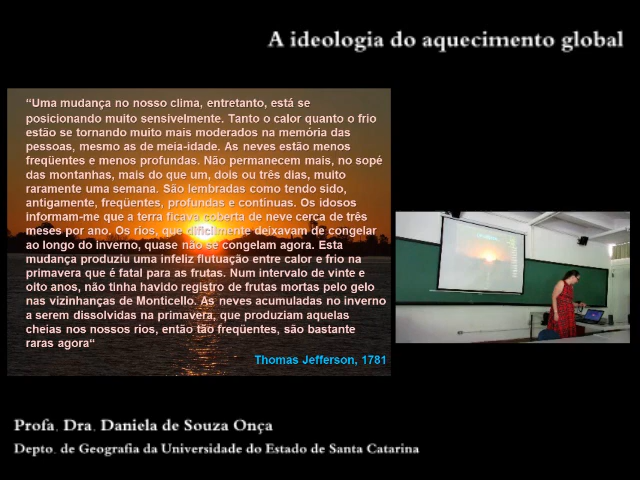 A ideologia do aquecimento global
“Uma mudança no nosso clima, entretanto, está se
posicionando muito sensivelmente. Tanto o calor quanto o frio
estão se tornando muito mais moderados na memória das
pessoas, mesmo as de meia-idade. As neves estão menos
freqüentes e menos profundas. Não permanecem mais, no sopé
das montanhas, mais do que um, dois ou três dias, muito
raramente uma semana. São lembradas como tendo sido,
antigamente, freqüentes, profundas e contínuas. Os idosos
informam-me que a terra ficava coberta de neve cerca de três
meses por ano. Os rios, que dificilmente deixavam de congelar
ao longo do inverno, quase não se congelam agora. Esta
mudança produziu uma infeliz flutuação entre calor e frio na
primavera que é fatal para as frutas. Num intervalo de vinte e
oito anos, não tinha havido registro de frutas mortas pelo gelo
nas vizinhanças de Monticello. As neves acumuladas no inverno
a serem dissolvidas na primavera, que produziam aquelas
cheias nos nossos rios, então tão freqüentes, são bastante
raras agora“
Thomas Jefferson, 1781
Profa. Dra. Daniela de Souza Onça
Depto. de Geografia da Universidade do Estado de Santa Catarina